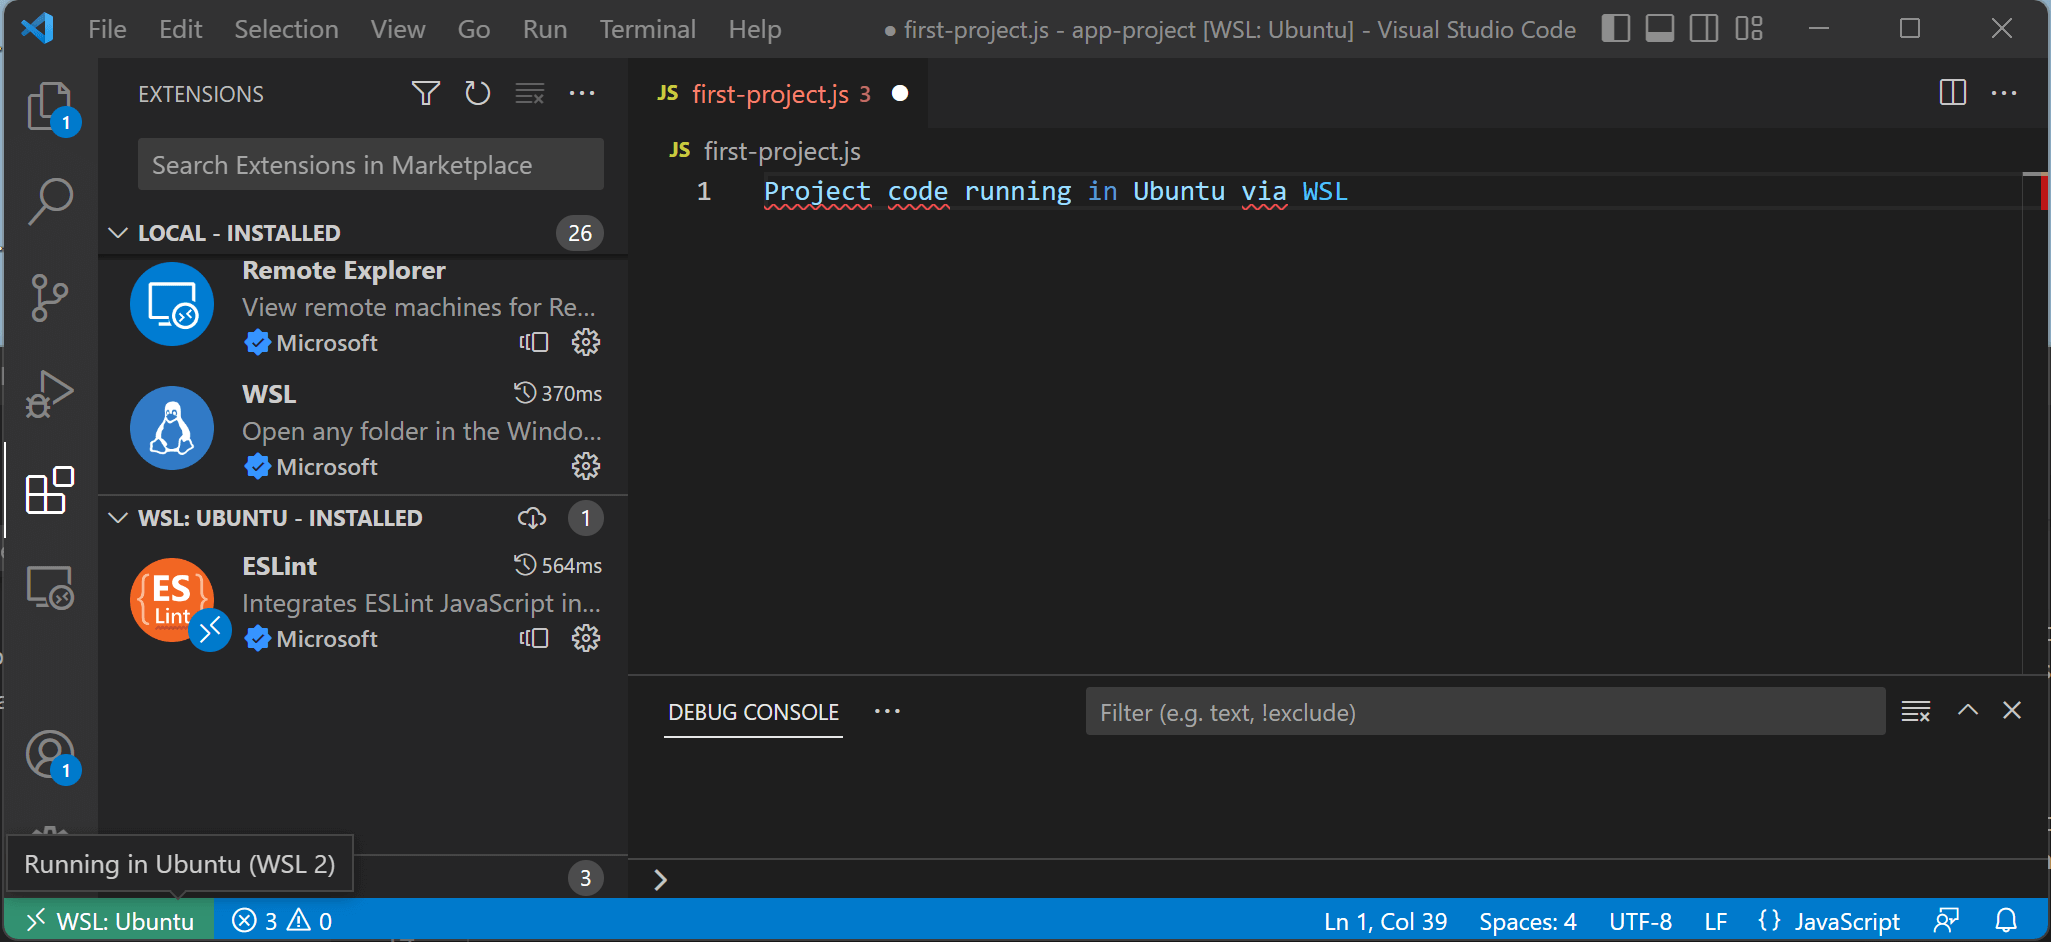 File Edit Selection View Go Run Terminal Help
● first-project.js - app-project [WSL: Ubuntu] - Visual Studio Code
1
1
EXTENSIONS
Search Extensions in Marketplace
LOCAL - INSTALLED 26
Remote Explorer
View remote machines for Re...
Microsoft
WSL 370ms
Open any folder in the Windo...
Microsoft
WSL: UBUNTU - INSTALLED 1
ES
Lint
ESLint 564ms
Integrates ESLint JavaScript in...
Microsoft
3
Running in Ubuntu (WSL 2)
JS first-project.js 3
JS first-project.js
1 Project code running in Ubuntu via WSL
DEBUG CONSOLE
Filter (e.g. text, !exclude)
WSL: Ubuntu 3 0 Ln 1, Col 39 Spaces: 4 UTF-8 LF {} JavaScript